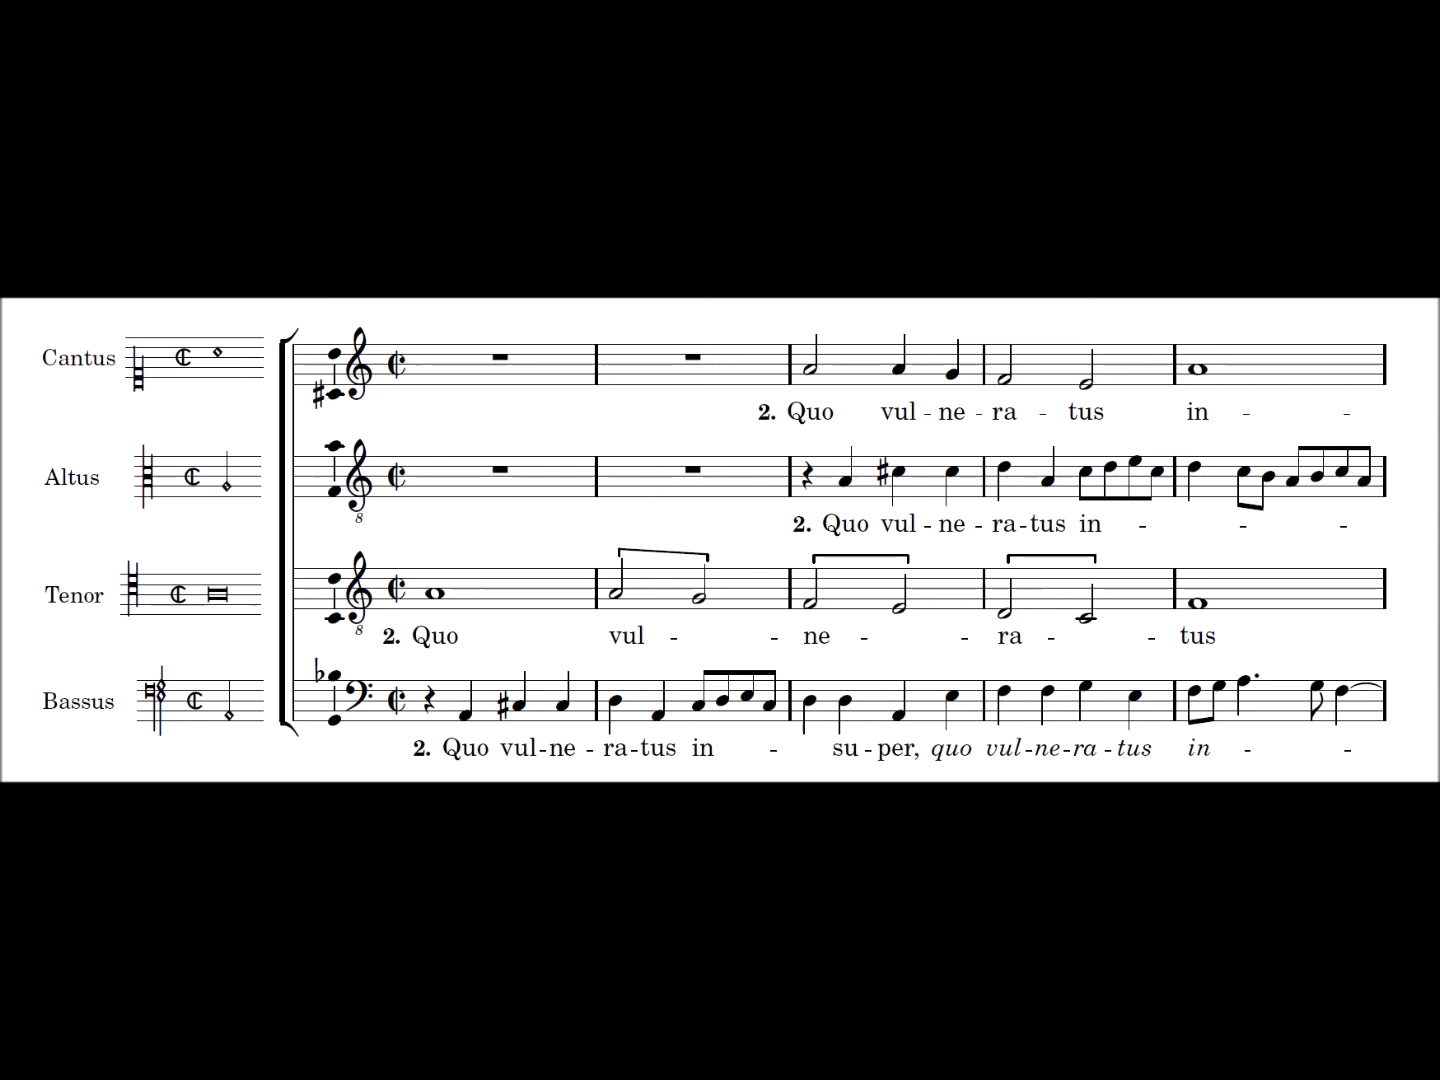 Cantus
2. Quo vul - ne - ra - tus in - -
Altus
8
2. Quo vul - ne - ra - tus in - - -
Tenor
8
2. Quo vul - - ne - - ra - - tus
Bassus
2. Quo vul - ne - ra - tus in - su - per, quo vul - ne - ra - tus in - -